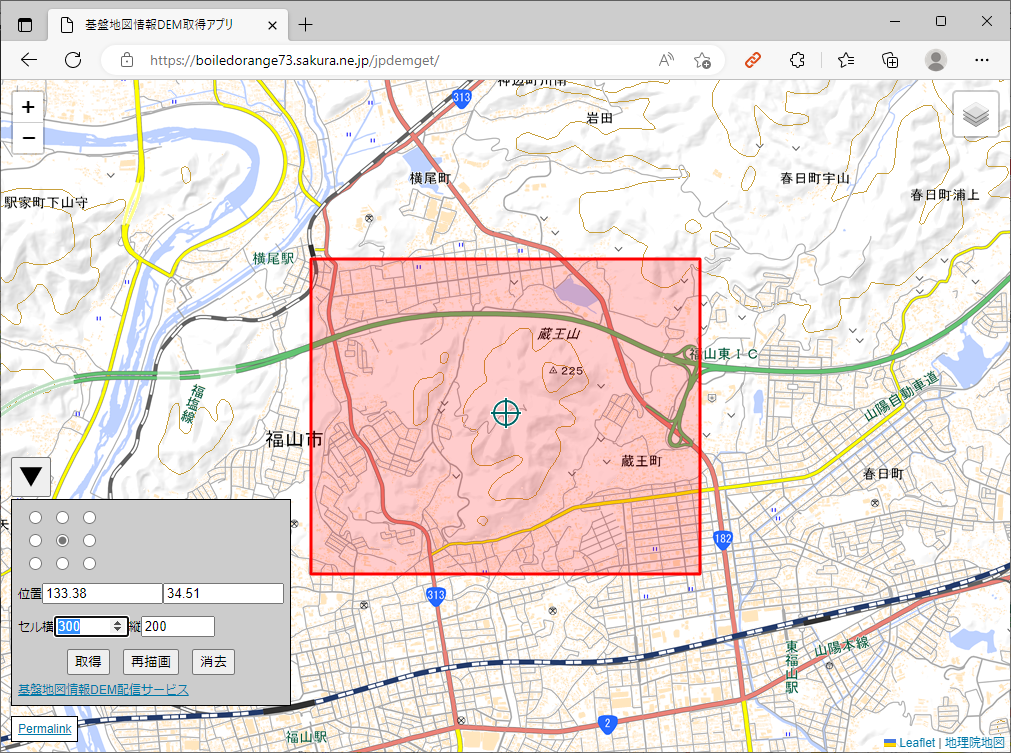 基盤地図情報DEM取得アプリ
https://boiledorange73.sakura.ne.jp/jpdemget/
313
岩田
横尾町
春日町宇山
春日町浦上
駅家町下山守
横尾駅
蔵王山
225
福山東IC
福塩線
山陽自動車道
福山市
蔵王町
春日町
182
313
位置 133.38 34.51
セル横 300 縦 200
取得 再描画 消去
基盤地図情報DEM配信サービス
東福山駅
山陽本線
2
Permalink
福山駅
Leaflet | 地理院地図